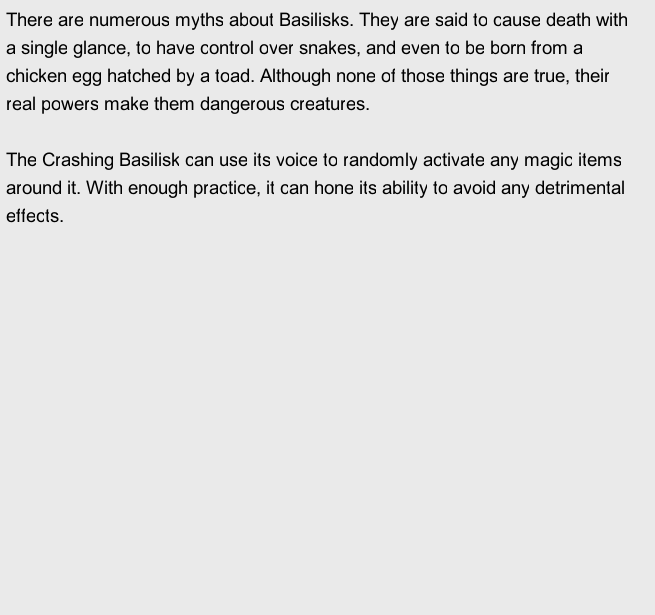 There are numerous myths about Basilisks. They are said to cause death with
a single glance, to have control over snakes, and even to be born from a
chicken egg hatched by a toad. Although none of those things are true, their
real powers make them dangerous creatures.

The Crashing Basilisk can use its voice to randomly activate any magic items
around it. With enough practice, it can hone its ability to avoid any detrimental
effects.